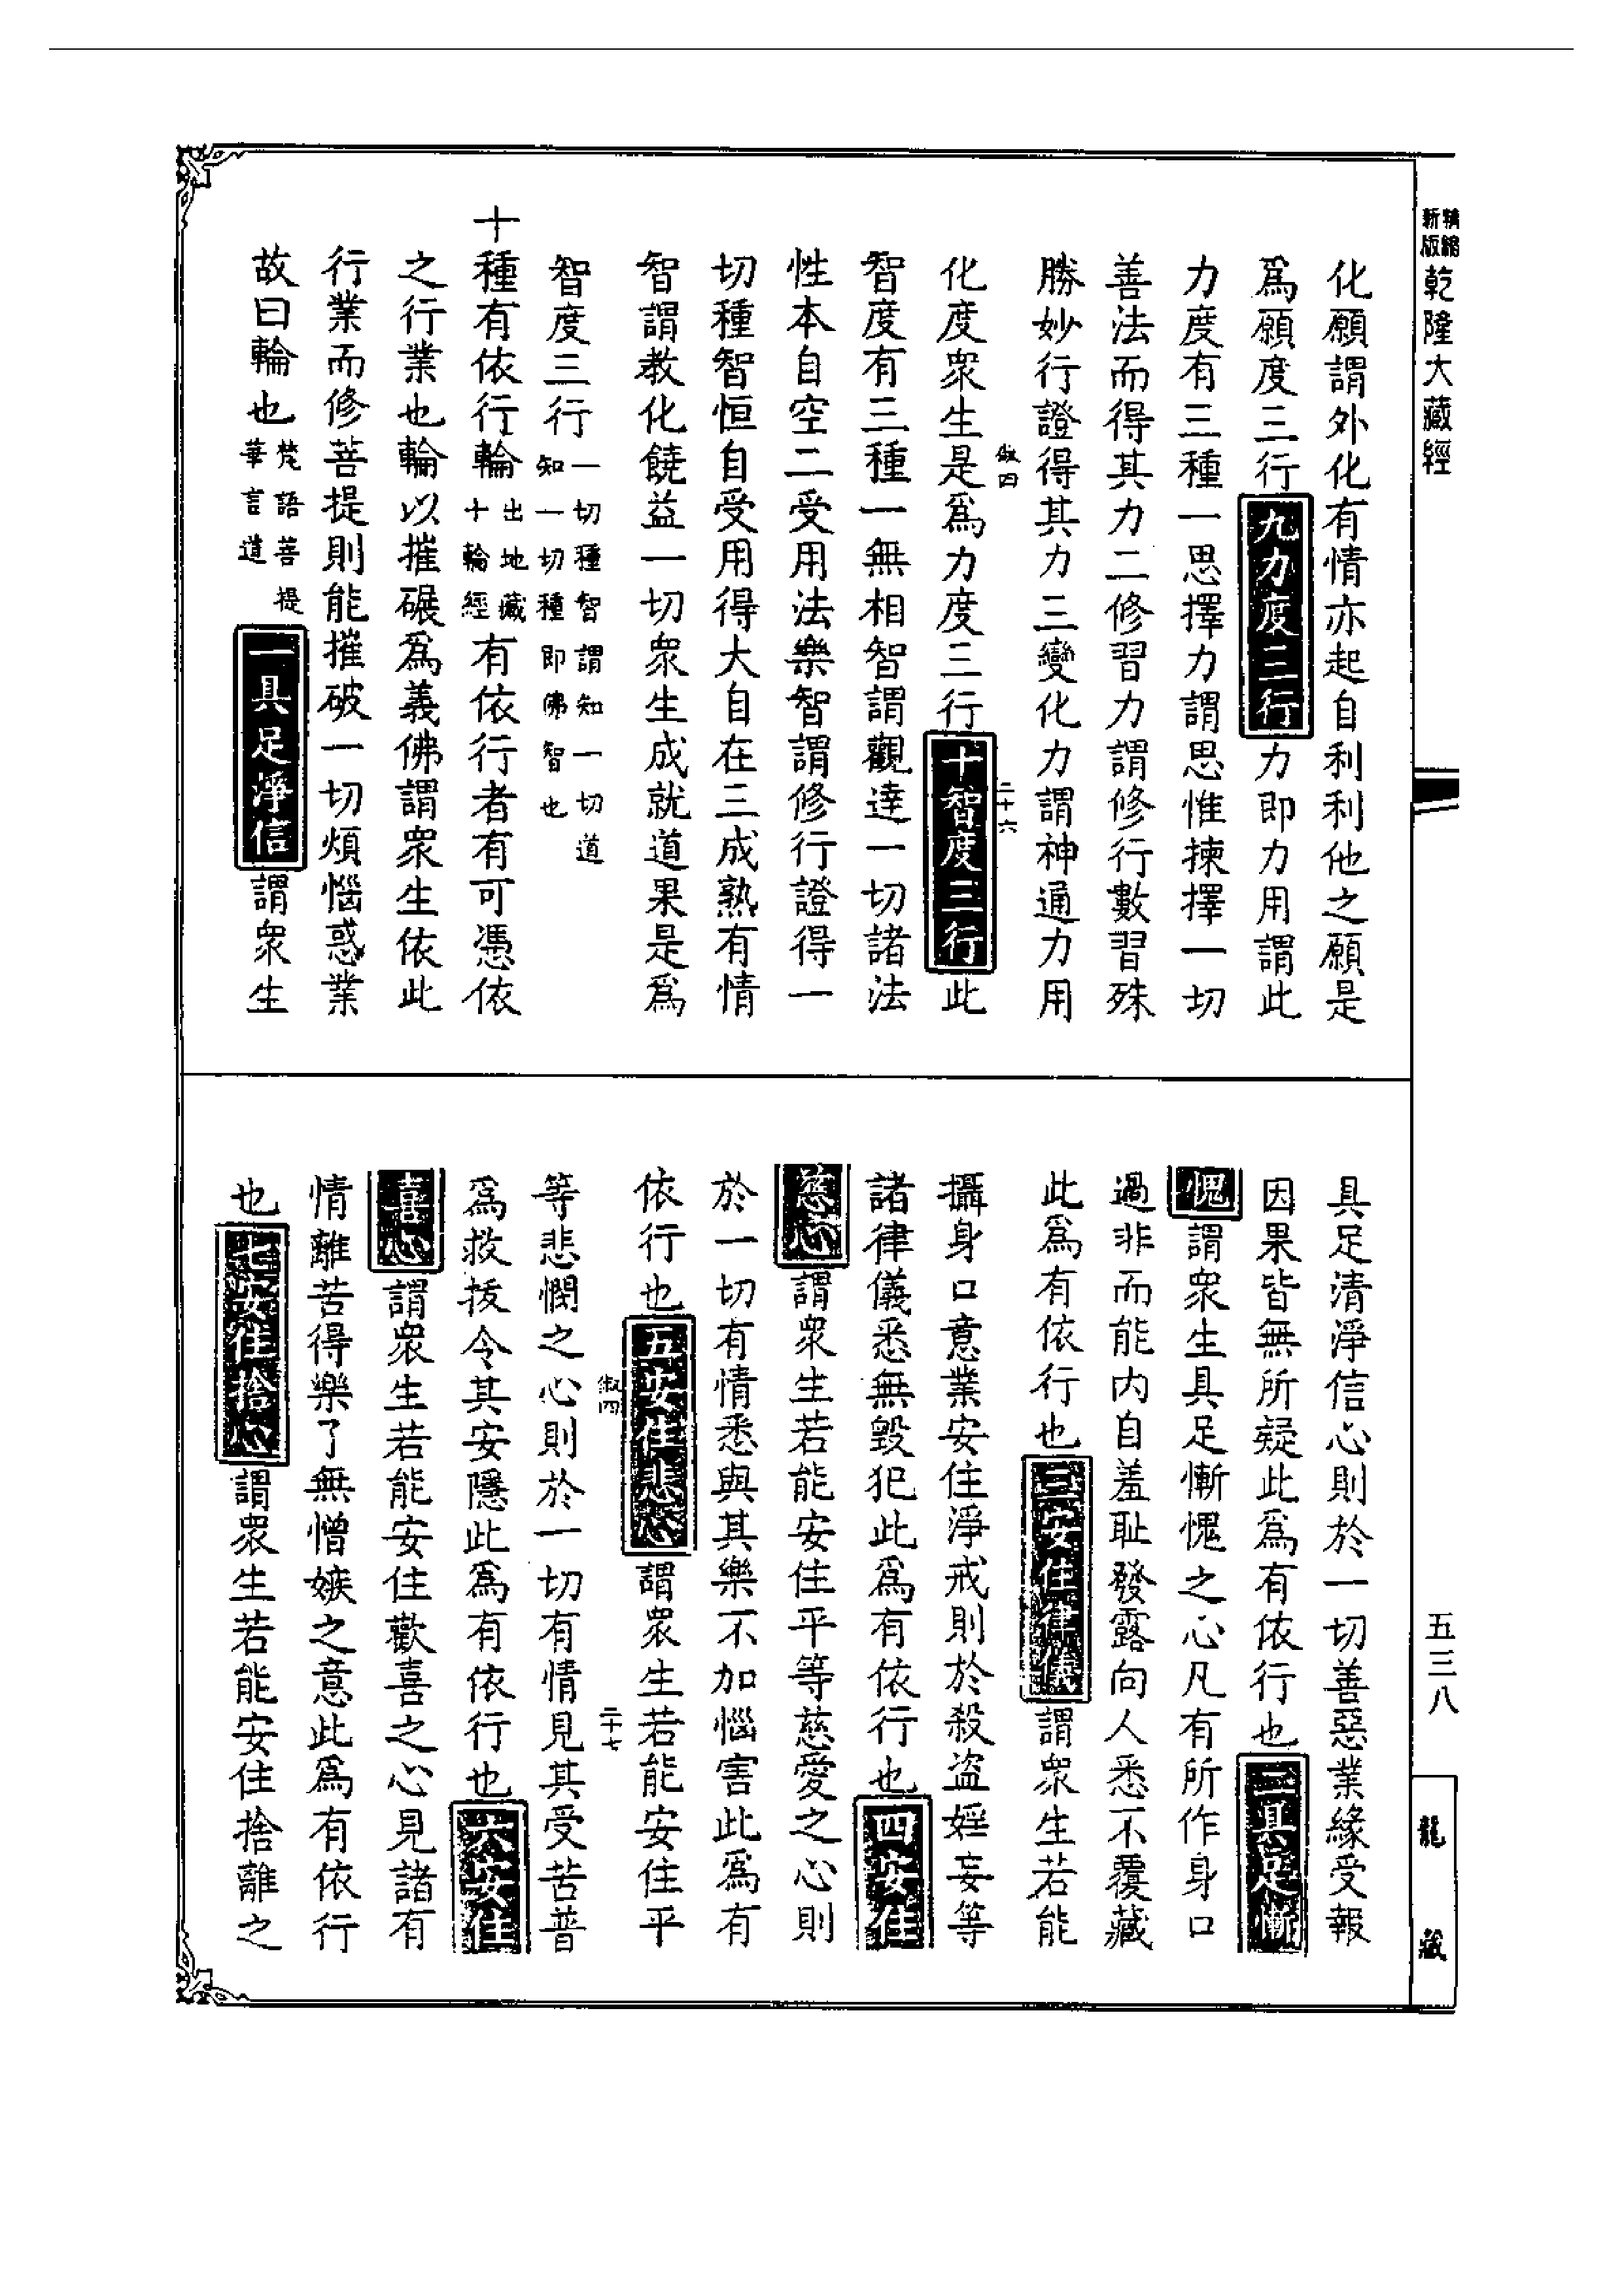 精縮新版乾隆大藏經
化願謂外化有情亦起自利利他之願是
爲願度三行九力度三行力即力用謂此
力度有三種一思擇力謂思惟揀擇一切
善法而得其力二修習力謂修行數習殊
勝妙行證得其力三變化力謂神通力用
化度衆生是爲力度三行十智度三行此
智度有三種一無相智謂觀達一切諸法
性本自空二受用法樂智謂修行證得一
切種智恒自受用得大自在三成熟有情
智謂教化饒益一切衆生成就道果是爲
智度三行一切種智謂知一切道知一切種即佛智也
十種有依行輪出地藏十輪經有依行者有可憑依
之行業也輪以摧碾爲義佛謂衆生依此
行業而修菩提則能摧破一切煩惱惑業
故曰輪也梵語菩提華言道一具足淨信謂衆生
二十六
具足清淨信心則於一切善惡業緣受報
因果皆無所疑此爲有依行也二具足慚
愧謂衆生具足慚愧之心凡有所作身口
過非而能内自羞耻發露向人悉不覆藏
此爲有依行也三安住律儀謂衆生若能
攝身口意業安住淨戒則於殺盜婬妄等
諸律儀悉無毀犯此爲有依行也四安住
慈心謂衆生若能安住平等慈愛之心則
於一切有情悉與其樂不加惱害此爲有
依行也五安住悲心謂衆生若能安住平
等悲憫之心則於一切有情見其受苦普
爲救拔令其安隱此爲有依行也六安住
喜心謂衆生若能安住歡喜之心見諸有
情離苦得樂了無憎嫉之意此爲有依行
也七安住捨心謂衆生若能安住捨離之
二十七
五三八
龍藏